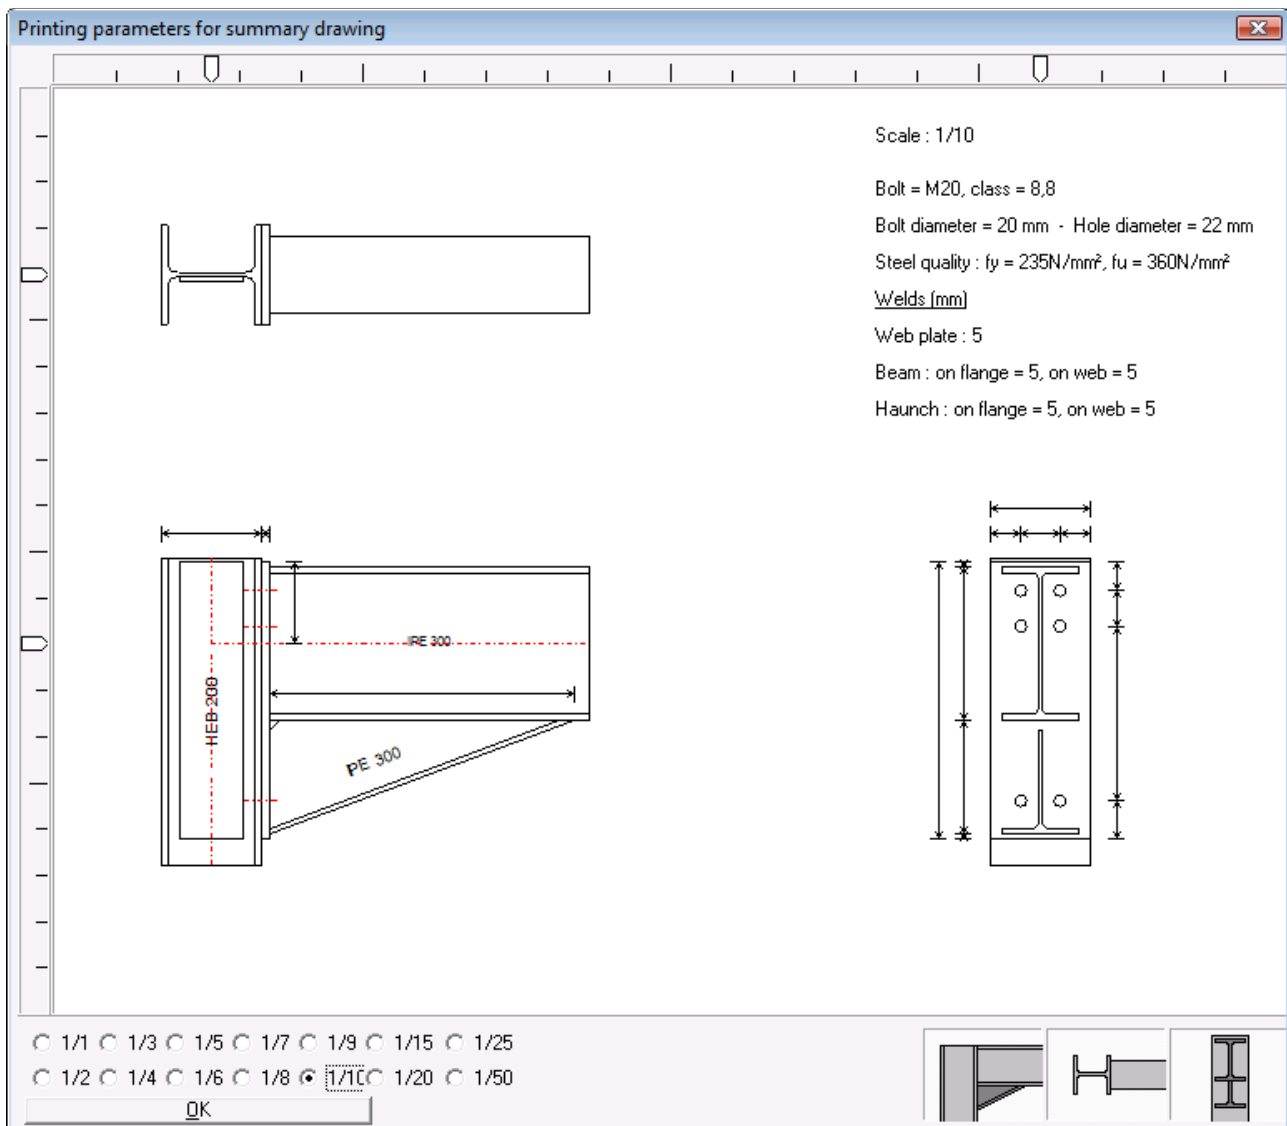 Printing parameters for summary drawing
Scale : 1/10
Bolt = M20, class = 8,8
Bolt diameter = 20 mm - Hole diameter = 22 mm
Steel quality : fy = 235N/mm², fu = 360N/mm²
Welds (mm)
Web plate : 5
Beam : on flange = 5, on web = 5
Haunch : on flange = 5, on web = 5
IPE 300
HEB 200
PE 300
1/1 1/3 1/5 1/7 1/9 1/15 1/25
1/2 1/4 1/6 1/8 1/10 1/20 1/50
OK